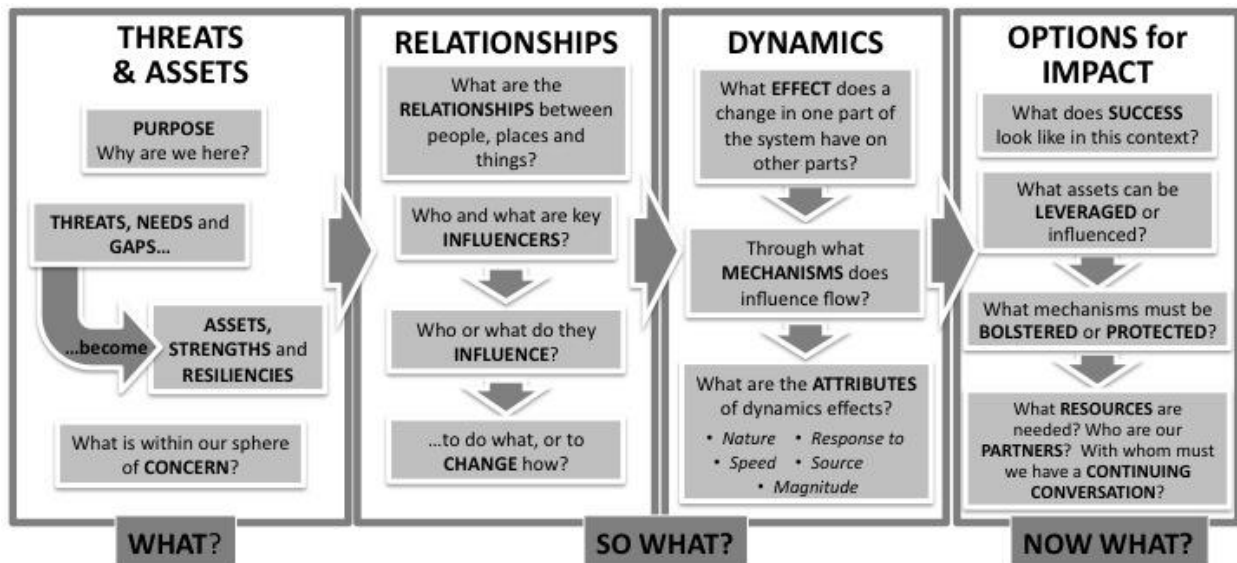 THREATS
& ASSETS
PURPOSE
Why are we here?
THREATS, NEEDS and
GAPS...
...become
ASSETS,
STRENGTHS and
RESILIENCIES
What is within our sphere
of CONCERN?
WHAT?
RELATIONSHIPS
What are the
RELATIONSHIPS between
people, places and
things?
Who and what are key
INFLUENCERS?
Who or what do they
INFLUENCE?
...to do what, or to
CHANGE how?
DYNAMICS
What EFFECT does a
change in one part of
the system have on
other parts?
Through what
MECHANISMS does
influence flow?
What are the ATTRIBUTES
of dynamics effects?
• Nature • Response to
• Speed • Source
• Magnitude
SO WHAT?
OPTIONS for
IMPACT
What does SUCCESS
look like in this context?
What assets can be
LEVERAGED or
influenced?
What mechanisms must be
BOLSTERED or PROTECTED?
What RESOURCES are
needed? Who are our
PARTNERS? With whom must
we have a CONTINUING
CONVERSATION?
NOW WHAT?